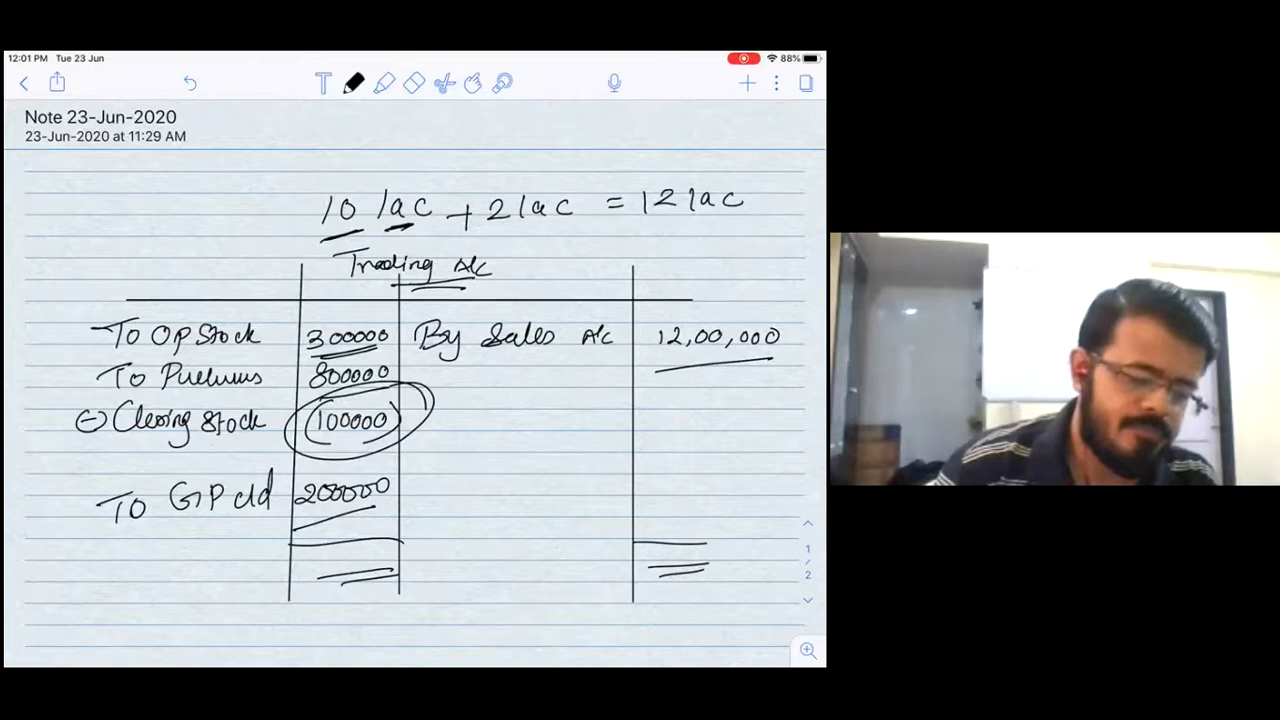 12:01 PM Tue 23 Jun 88%
T
Note 23-Jun-2020
23-Jun-2020 at 11:29 AM
10 lac + 2 lac = 12 lac
Trading A/c
To Op Stock 300000 By Sales A/c 12,00,000
To 800000
(-) Closing Stock (100000)
To GP c/d 200000
1
/
2